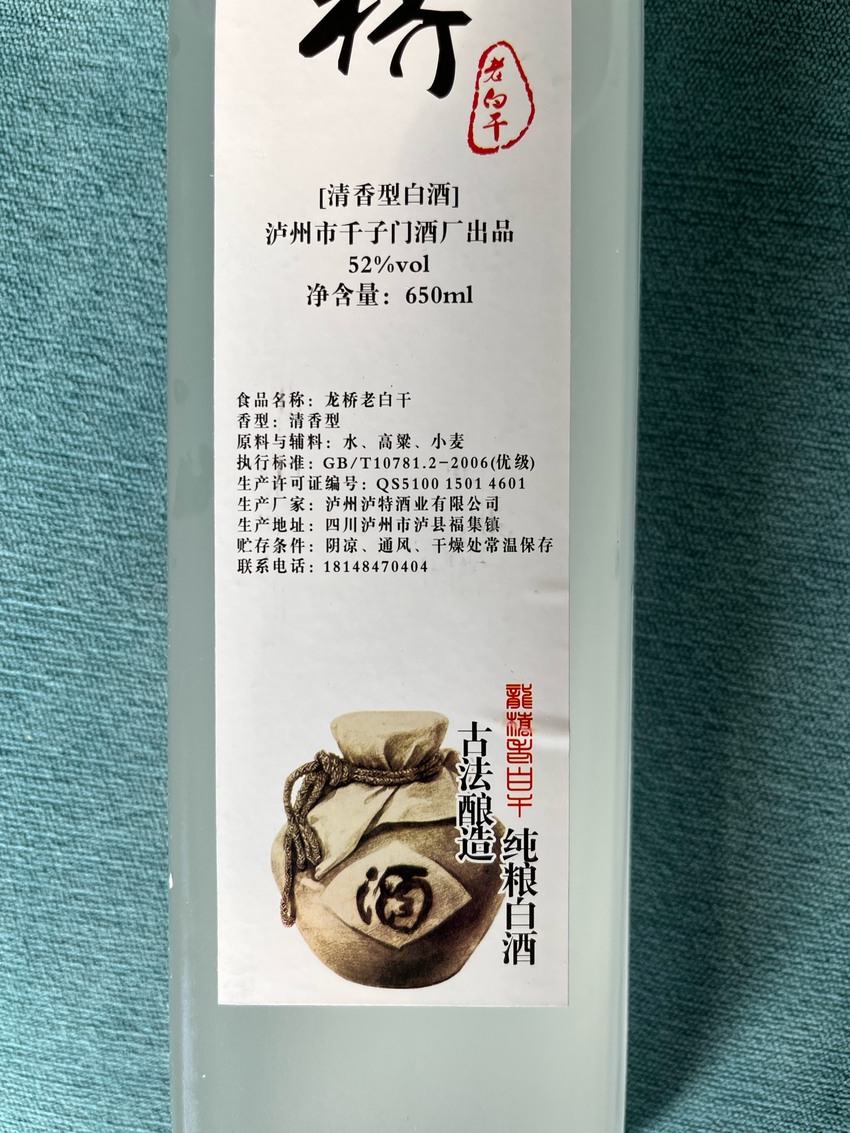 桥
老白干
[清香型白酒]
泸州市千子门酒厂出品
52%vol
净含量：650ml
食品名称：龙桥老白干
香型：清香型
原料与辅料：水、高粱、小麦
执行标准：GB/T10781.2-2006(优级)
生产许可证编号：QS5100 1501 4601
生产厂家：泸州泸特酒业有限公司
生产地址：四川泸州市泸县福集镇
贮存条件：阴凉、通风、干燥处常温保存
联系电话：18148470404
龍橋老白干
纯粮白酒
古法酿造
酒